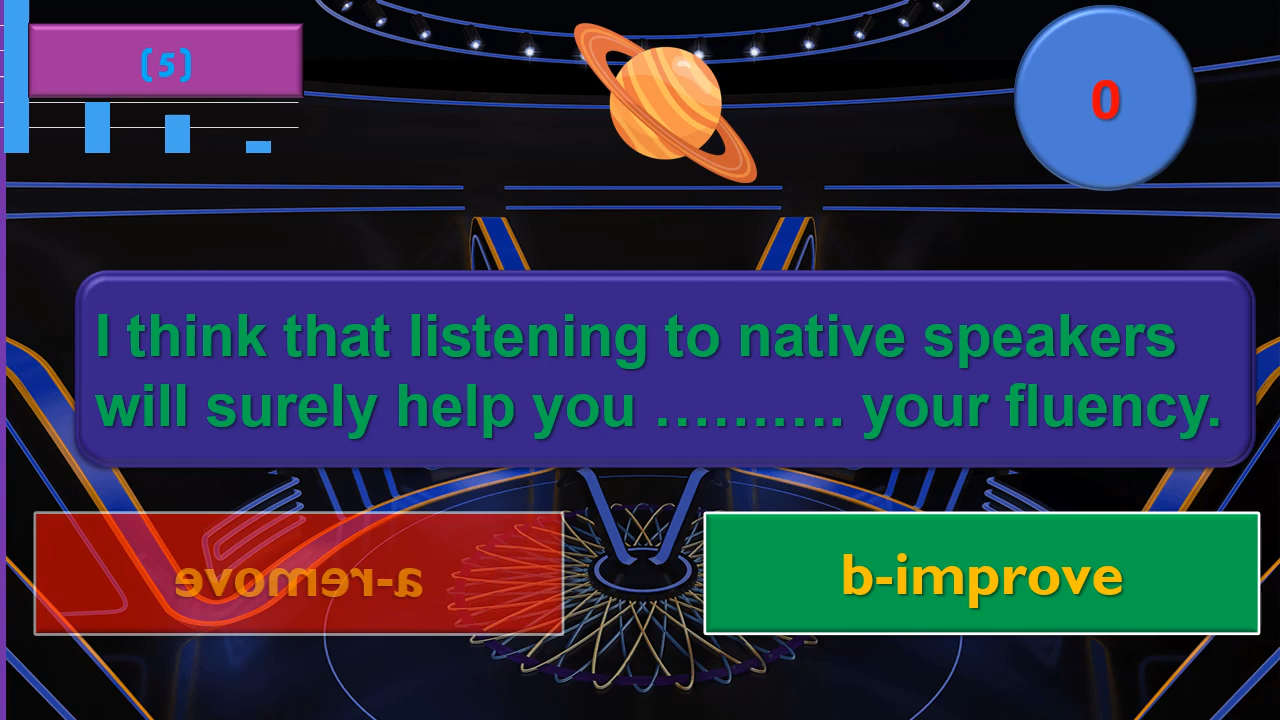 (5)
0
I think that listening to native speakers
will surely help you ………. your fluency.
a-remove
b-improve